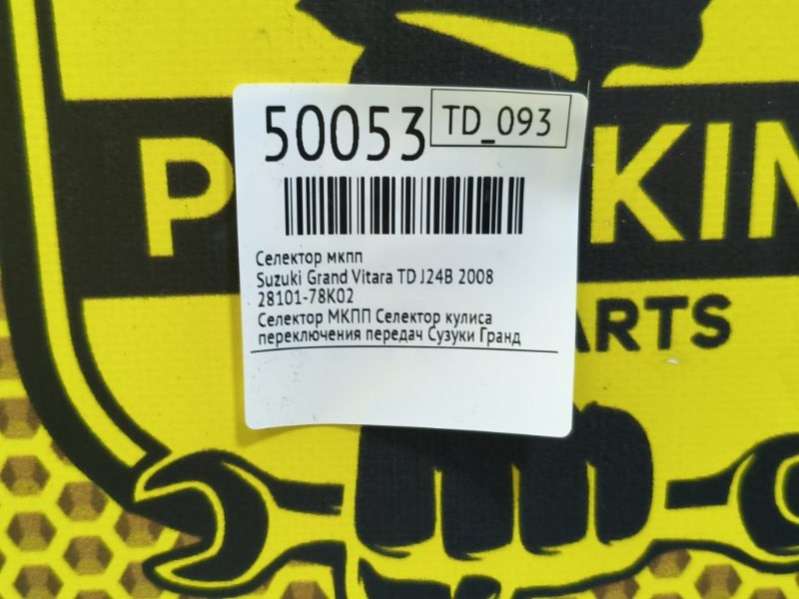 50053
TD_093
Селектор мкпп
Suzuki Grand Vitara TD J24B 2008
28101-78K02
Селектор МКПП Селектор кулиса
переключения передач Сузуки Гранд